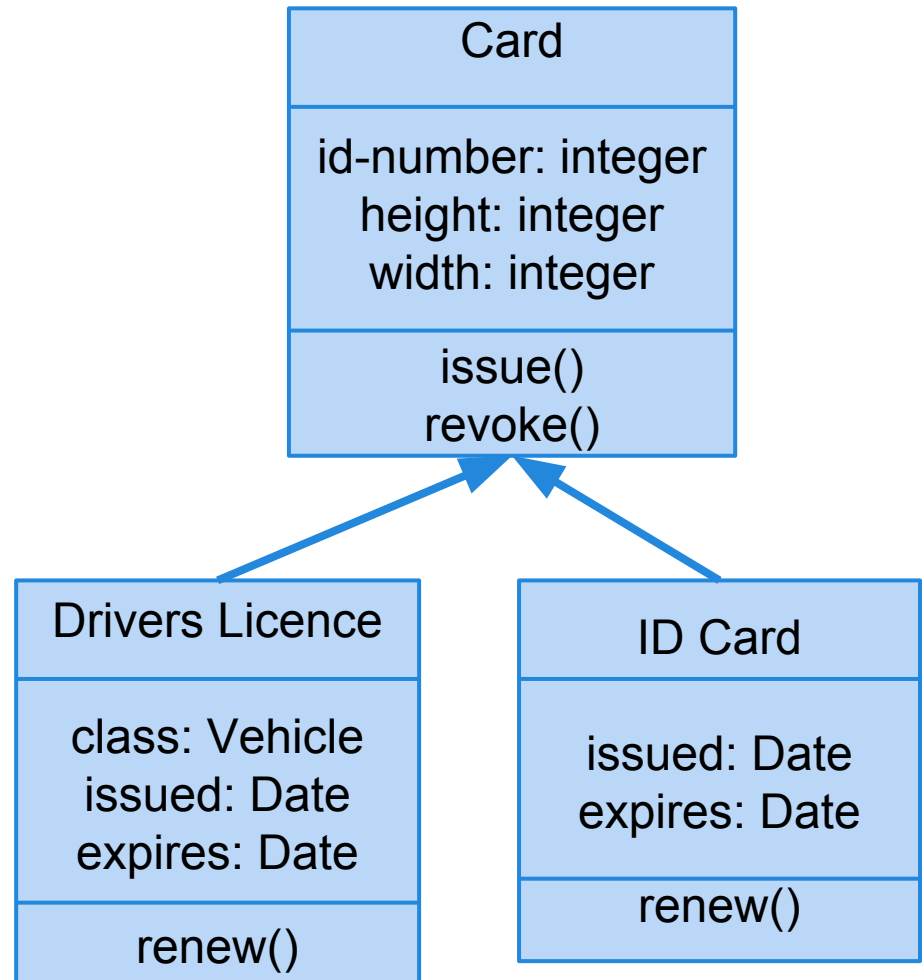 Card
id-number: integer
height: integer
width: integer
issue()
revoke()
Drivers Licence
class: Vehicle
issued: Date
expires: Date
renew()
ID Card
issued: Date
expires: Date
renew()